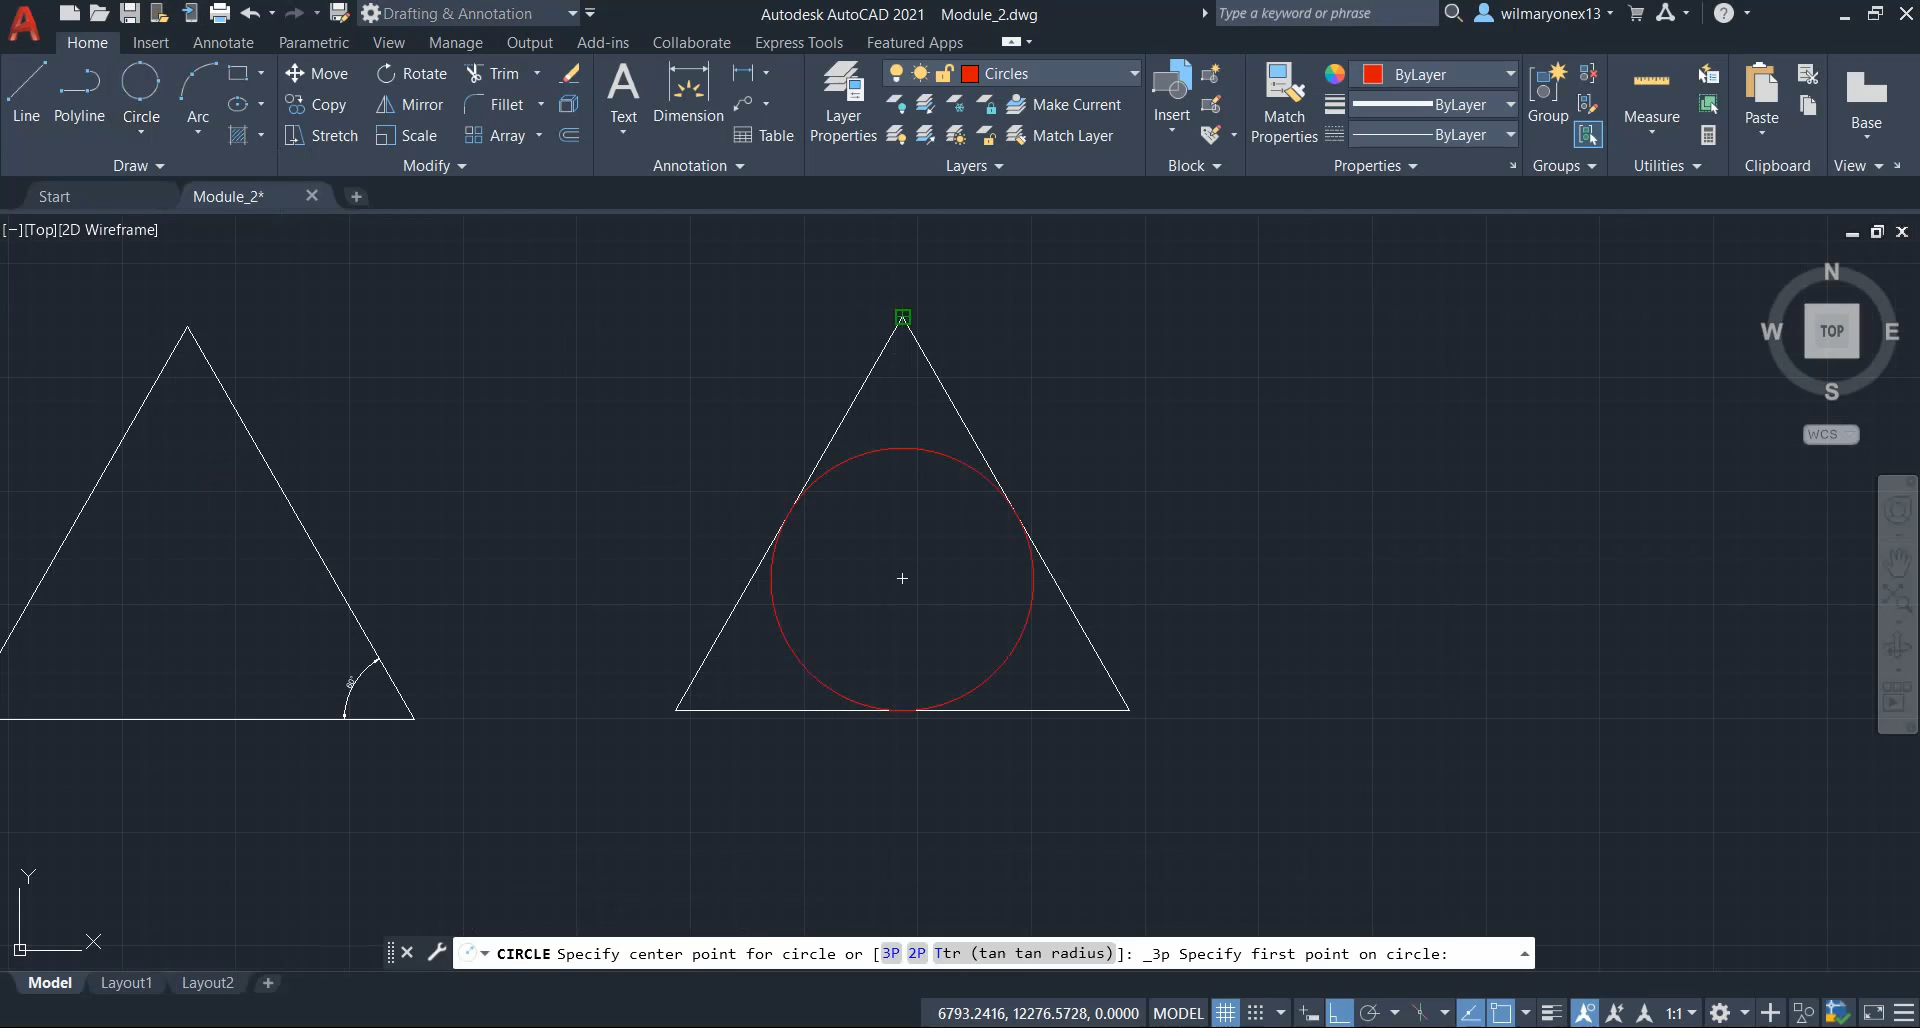 Drafting & Annotation
Autodesk AutoCAD 2021 Module_2.dwg
Type a keyword or phrase
wilmaryonex13
Home Insert Annotate Parametric View Manage Output Add-ins Collaborate Express Tools Featured Apps
Line Polyline Circle Arc
Draw
Move Rotate Trim
Copy Mirror Fillet
Stretch Scale Array
Modify
Text Dimension
Table
Annotation
Layer Properties
Circles
Make Current
Match Layer
Layers
Insert
Block
Match Properties
ByLayer
ByLayer
ByLayer
Properties
Group
Groups
Measure
Utilities
Paste
Clipboard
Base
View
Start Module_2*
[−][Top][2D Wireframe]
N
W TOP E
S
WCS
60°
Y
X
CIRCLE Specify center point for circle or [3P 2P Ttr (tan tan radius)]: _3p Specify first point on circle:
Model Layout1 Layout2
6793.2416, 12276.5728, 0.0000 MODEL 1:1